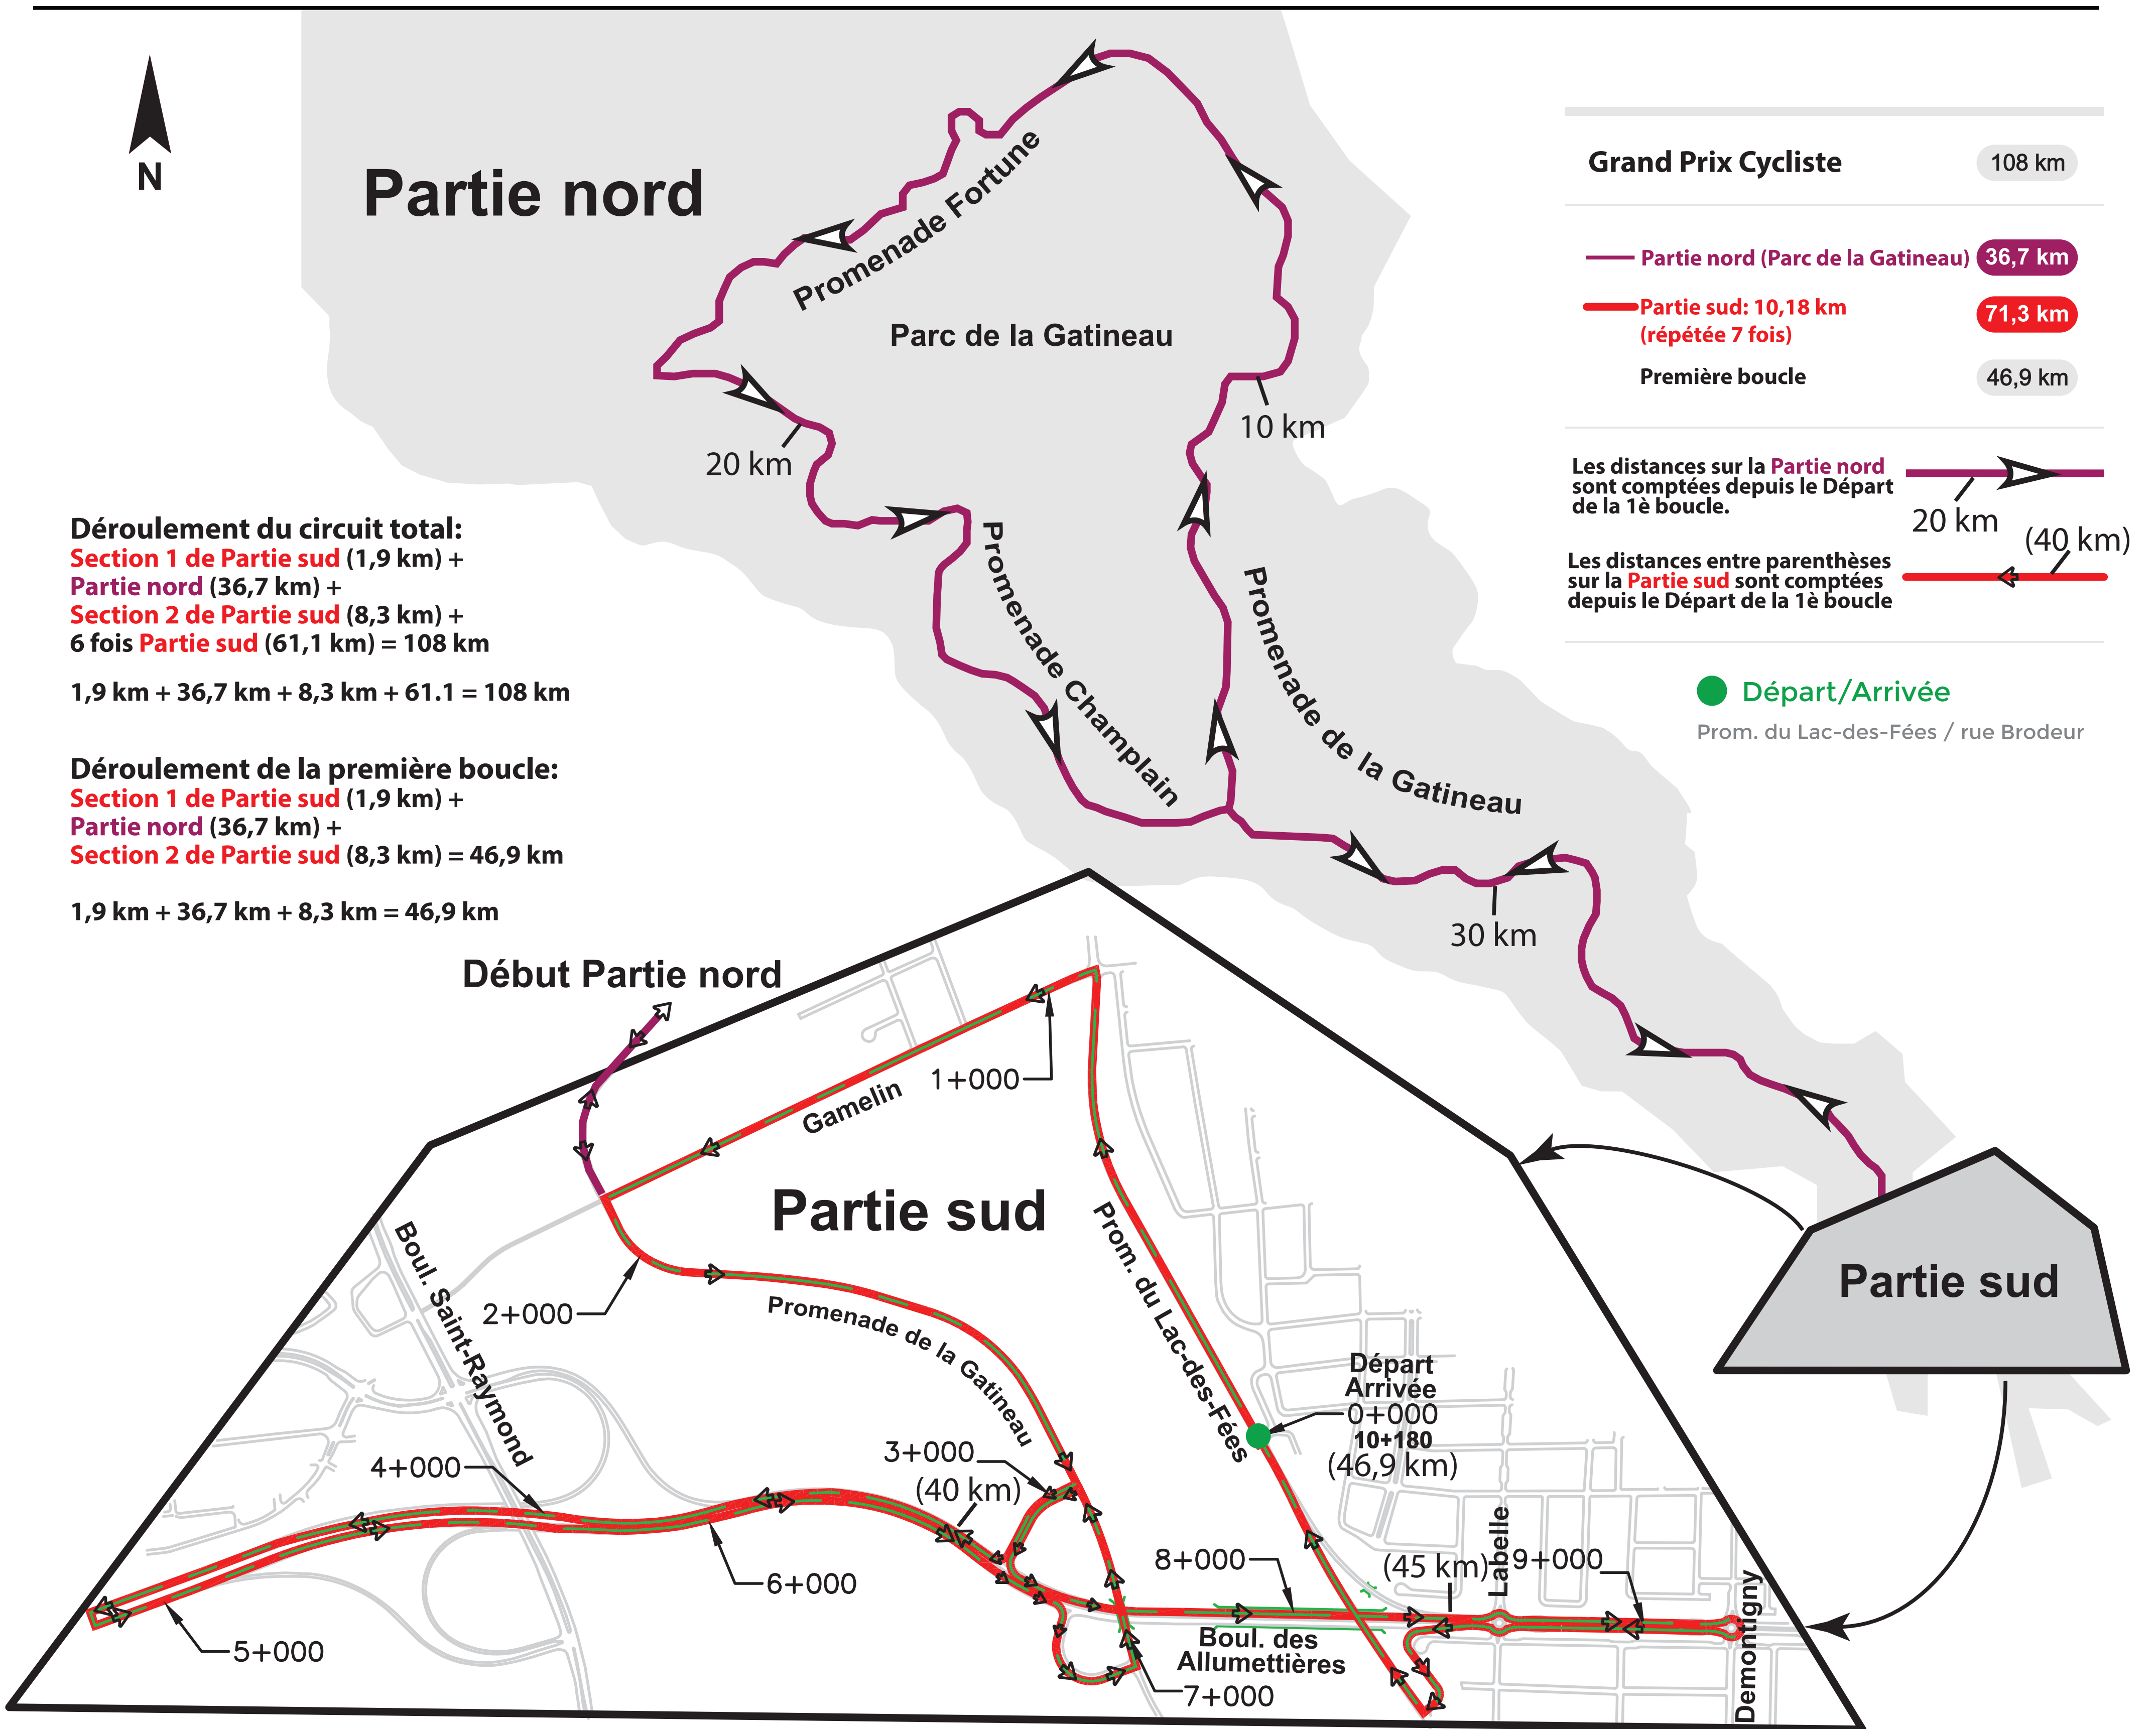 N
Partie nord
Promenade Fortune
Parc de la Gatineau
10 km
20 km
Promenade Champlain
Promenade de la Gatineau
30 km
Grand Prix Cycliste 108 km
Partie nord (Parc de la Gatineau) 36,7 km
Partie sud: 10,18 km
(répétée 7 fois)
71,3 km
Première boucle 46,9 km
Les distances sur la Partie nord
sont comptées depuis le Départ
de la 1è boucle.
20 km
(40 km)
Les distances entre parenthèses
sur la Partie sud sont comptées
depuis le Départ de la 1è boucle
Départ/Arrivée
Prom. du Lac-des-Fées / rue Brodeur
Déroulement du circuit total:
Section 1 de Partie sud (1,9 km) +
Partie nord (36,7 km) +
Section 2 de Partie sud (8,3 km) +
6 fois Partie sud (61,1 km) = 108 km
1,9 km + 36,7 km + 8,3 km + 61.1 = 108 km
Déroulement de la première boucle:
Section 1 de Partie sud (1,9 km) +
Partie nord (36,7 km) +
Section 2 de Partie sud (8,3 km) = 46,9 km
1,9 km + 36,7 km + 8,3 km = 46,9 km
Début Partie nord
1+000
Gamelin
Partie sud
Partie sud
Boul. Saint-Raymond
2+000
Promenade de la Gatineau
Prom. du Lac-des-Fées
Départ
Arrivée
0+000
10+180
(46,9 km)
3+000
(40 km)
4+000
5+000
6+000
7+000
8+000
(45 km)
Labelle
9+000
Boul. des
Allumettières
Demontigny